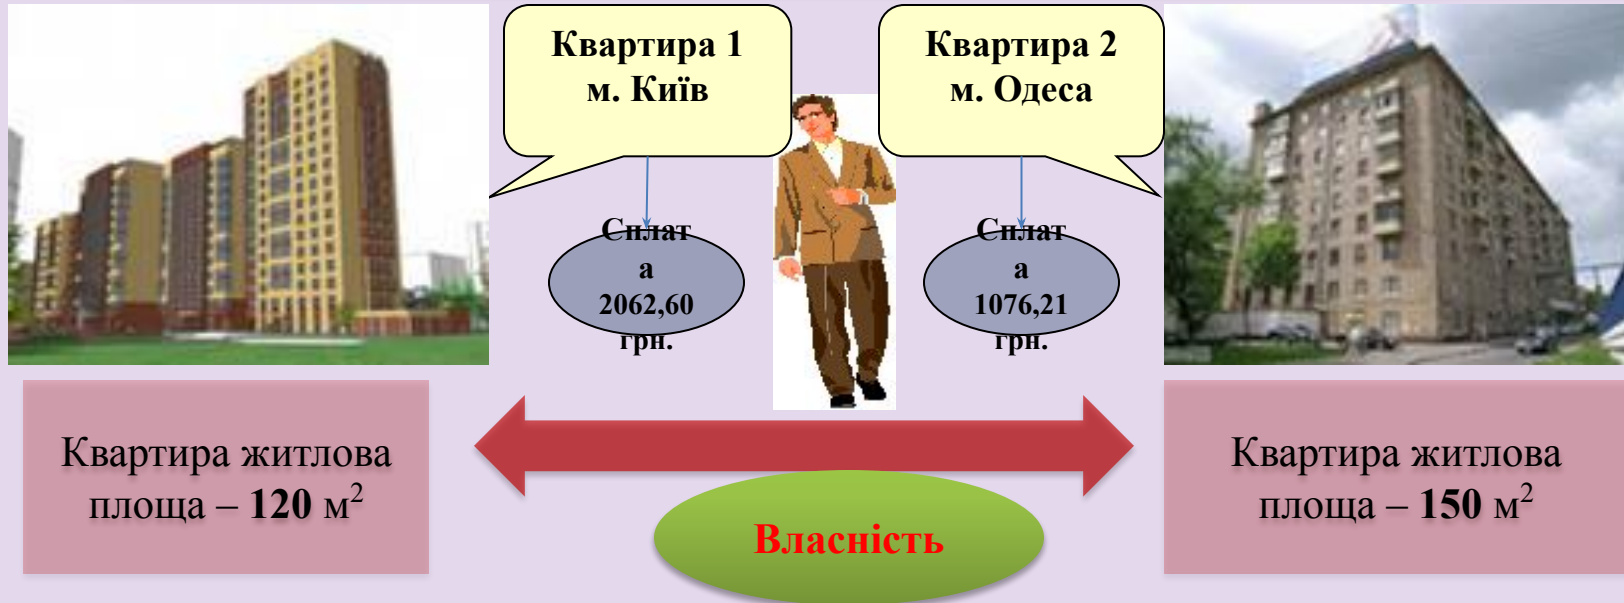 Квартира 1
м. Київ
Квартира 2
м. Одеса
Сплат
а
2062,60
грн.
Сплат
а
1076,21
грн.
Квартира житлова
площа – 120 м²
Квартира житлова
площа – 150 м²
Власність